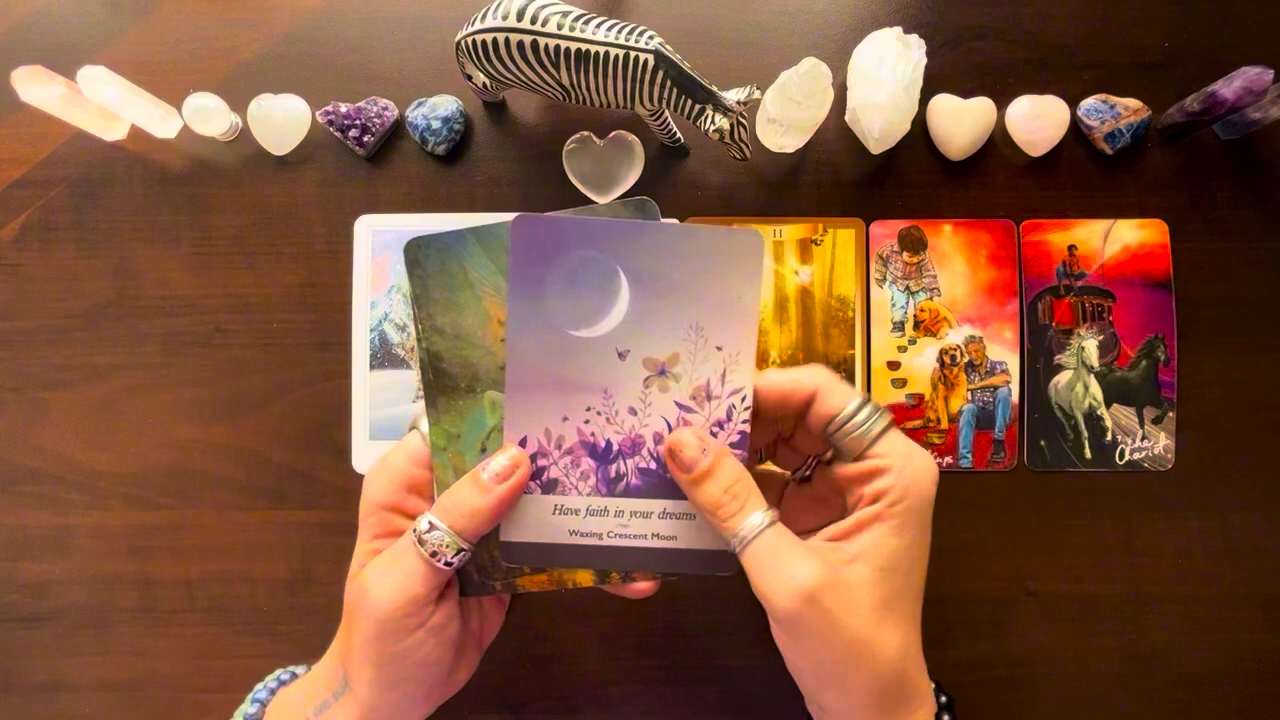 II
Have faith in your dreams
Waxing Crescent Moon
The
Chariot